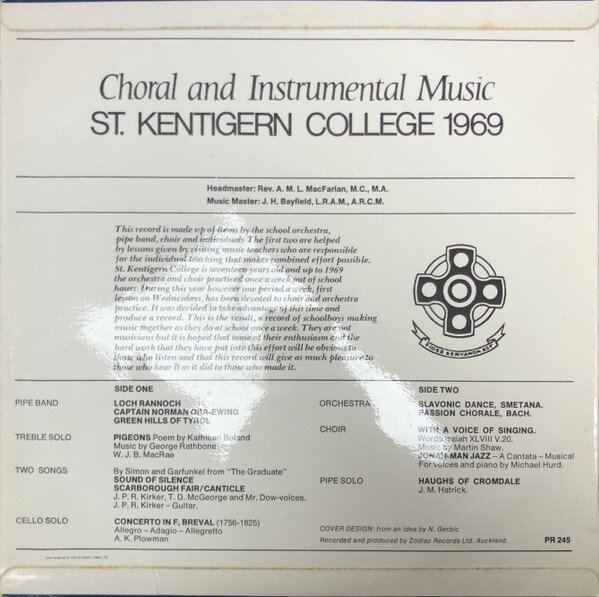 Choral and Instrumental Music
ST. KENTIGERN COLLEGE 1969
Headmaster: Rev. A. M. L. MacFarlan, M.C., M.A.
Music Master: J. H. Bayfield, L.R.A.M., A.R.C.M.
This record is made up of items by the school orchestra,
pipe band, choir and individuals The first two are helped
by lessons given by visiting music teachers who are responsible
for the individual teaching that makes combined effort possible.
St. Kentigern College is seventeen years old and up to 1969
the orchestra and choir practiced once a week out of school
hours. During this year however one period a week, first
lesson on Wednesdays, has been devoted to choir and orchestra
practice. It was decided to take advantage of this time and
produce a record. This is the result, a record of schoolboys making
music together as they do at school once a week. They are not
musicians but it is hoped that some of their enthusiasm and the
hard work that they have put into this effort will be obvious to
those who listen and that this record will give as much pleasure to
those who hear it as it did to those who made it.
FIDES SERVANDA EST
SIDE ONE
PIPE BAND
LOCH RANNOCH
CAPTAIN NORMAN ORR-EWING
GREEN HILLS OF TYROL
TREBLE SOLO
PIGEONS Poem by Kathleen Boland
Music by George Rathbone
W. J. B. MacRae
TWO SONGS
By Simon and Garfunkel from "The Graduate"
SOUND OF SILENCE
SCARBOROUGH FAIR/CANTICLE
J. P. R. Kirker, T. D. McGeorge and Mr. Dow-voices.
J. P. R. Kirker – Guitar.
CELLO SOLO
CONCERTO IN F, BREVAL (1756-1825)
Allegro – Adagio – Allegretto
A. K. Plowman
SIDE TWO
ORCHESTRA
SLAVONIC DANCE, SMETANA.
PASSION CHORALE, BACH.
CHOIR
WITH A VOICE OF SINGING.
Words Isaiah XLVIII V.20.
Music by Martin Shaw.
JONAH MAN JAZZ – A Cantata – Musical
For voices and piano by Michael Hurd.
PIPE SOLO
HAUGHS OF CROMDALE
J. M. Hatrick.
COVER DESIGN: from an idea by N. Gerbic
Recorded and produced by Zodiac Records Ltd. Auckland.
PR 245